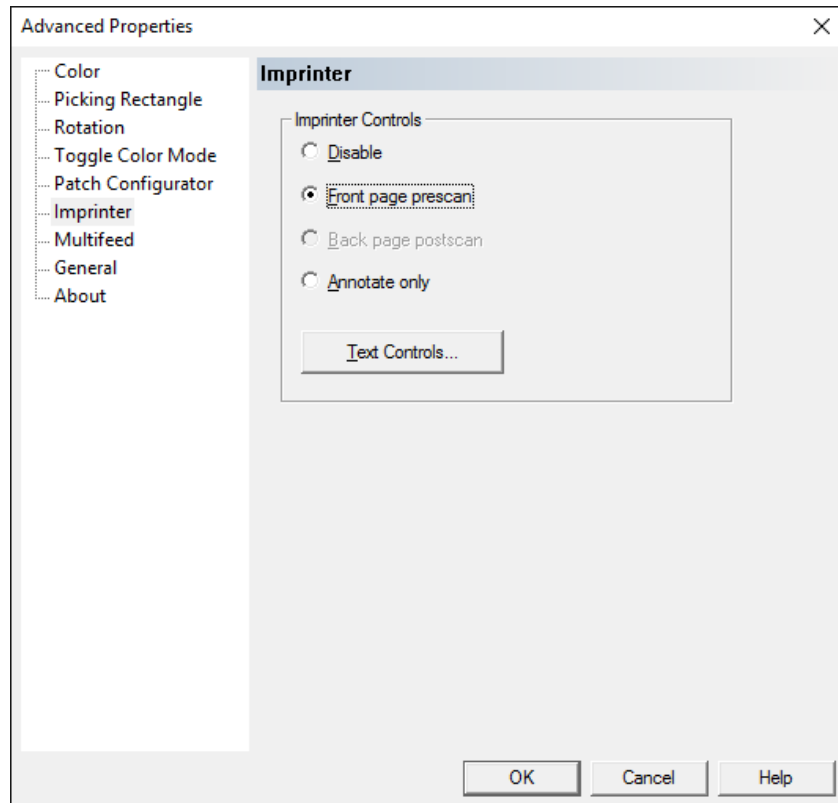 Advanced Properties
Color
Picking Rectangle
Rotation
Toggle Color Mode
Patch Configurator
Imprinter
Multifeed
General
About
Imprinter
Imprinter Controls
Disable
Front page prescan
Back page postscan
Annotate only
Text Controls...
OK
Cancel
Help